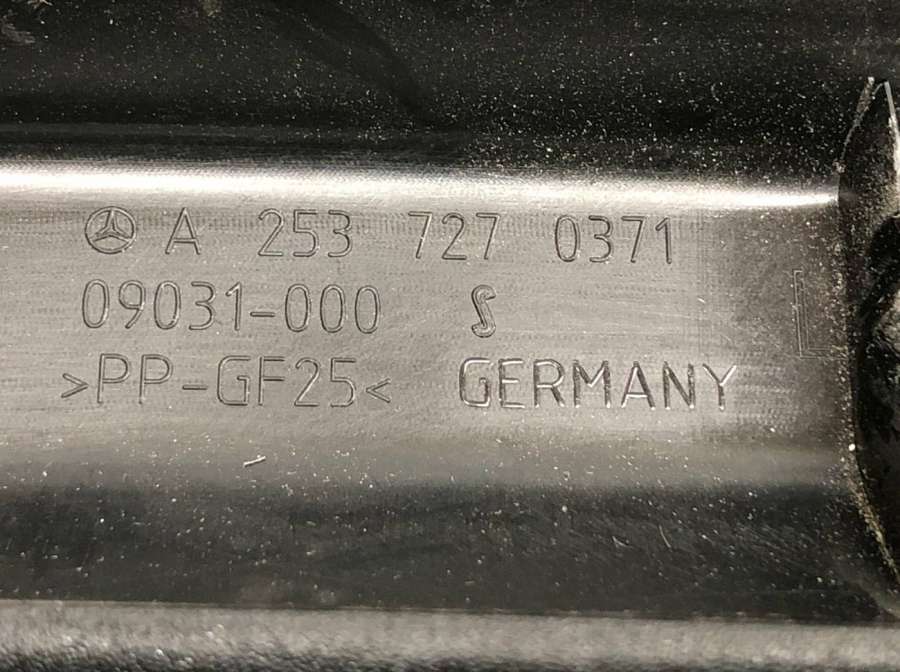 A 253 727 0371
09031-000 S
>PP-GF25< GERMANY
L